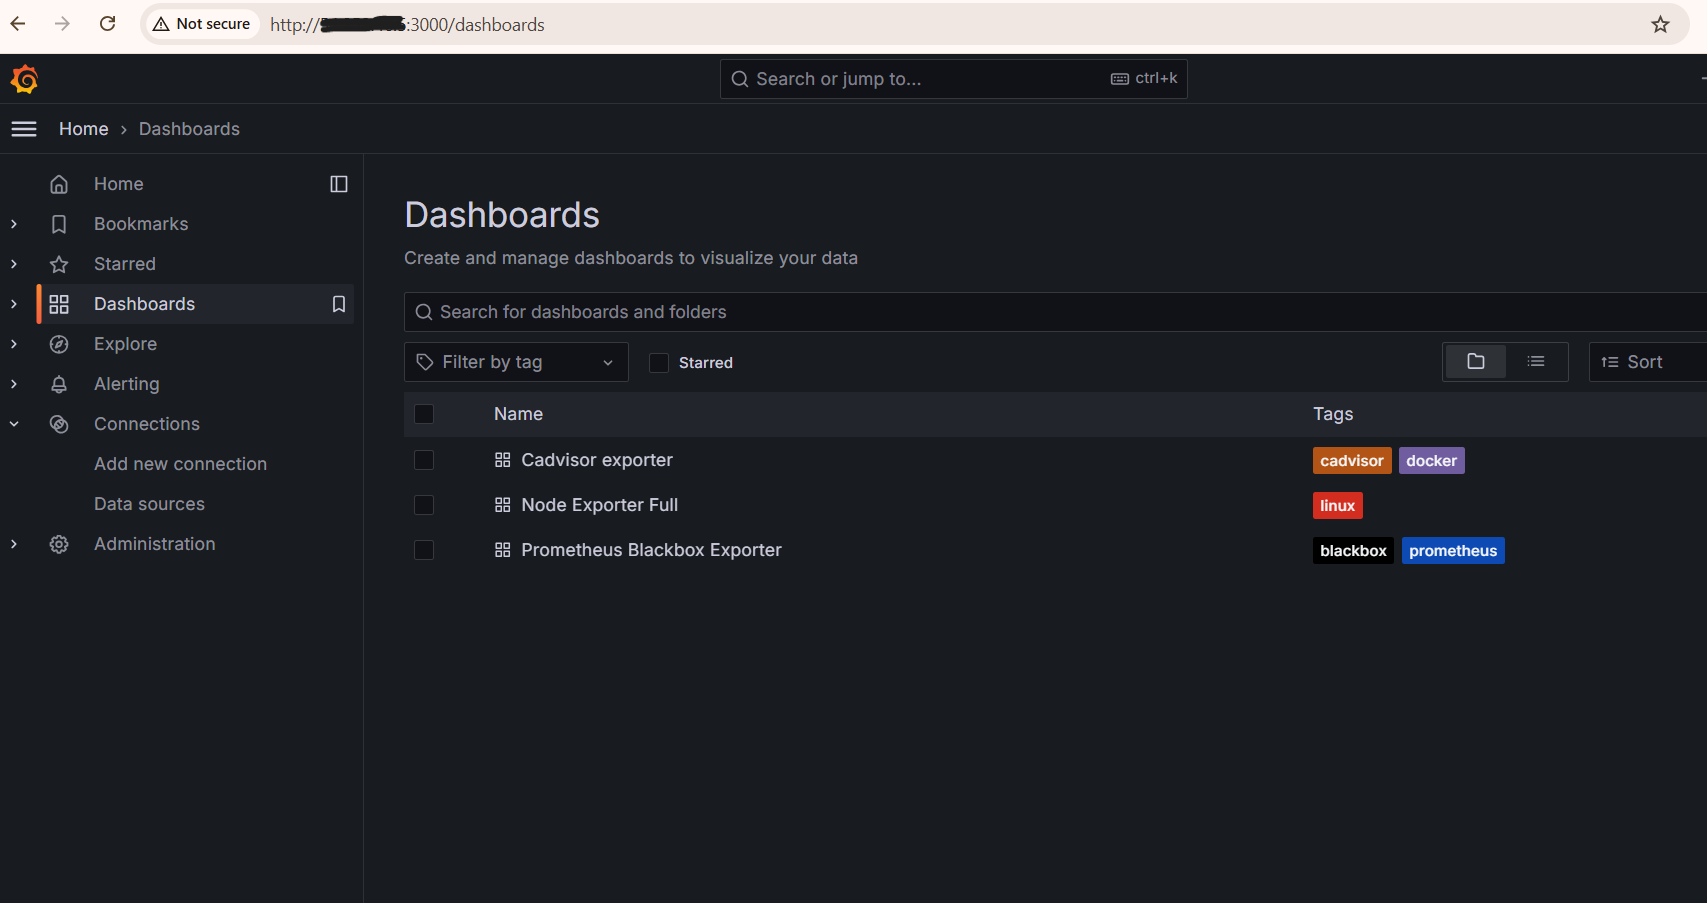 Not secure http:// :3000/dashboards
Search or jump to... ctrl+k
Home › Dashboards
Home
Bookmarks
Starred
Dashboards
Explore
Alerting
Connections
Add new connection
Data sources
Administration
Dashboards
Create and manage dashboards to visualize your data
Search for dashboards and folders
Filter by tag Starred Sort
Name Tags
Cadvisor exporter cadvisor docker
Node Exporter Full linux
Prometheus Blackbox Exporter blackbox prometheus